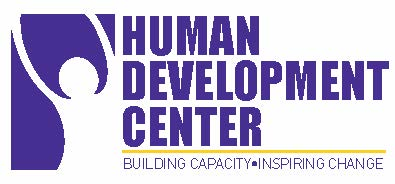 HUMAN
DEVELOPMENT
CENTER
BUILDING CAPACITY•INSPIRING CHANGE